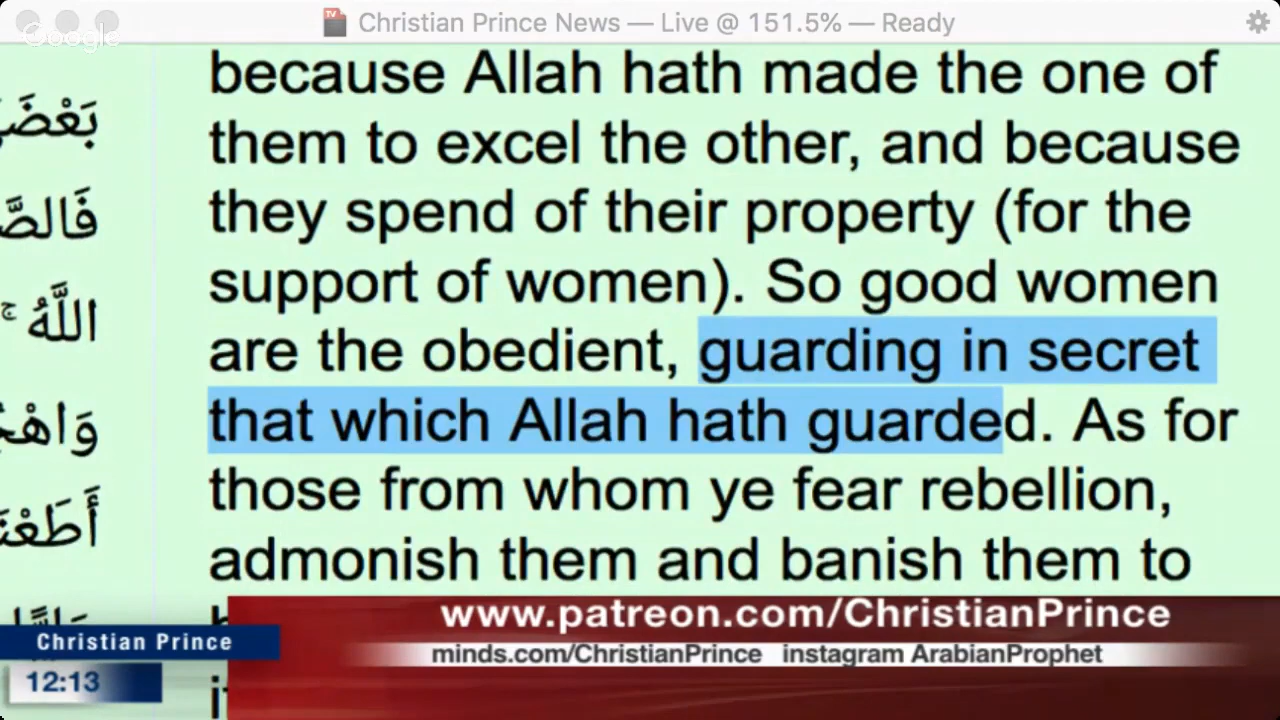 Christian Prince News — Live @ 151.5% — Ready
Google
because Allah hath made the one of
them to excel the other, and because
they spend of their property (for the
support of women). So good women
are the obedient, guarding in secret
that which Allah hath guarded. As for
those from whom ye fear rebellion,
admonish them and banish them to
اللَّهُ ۚ
www.patreon.com/ChristianPrince
minds.com/ChristianPrince instagram ArabianProphet
Christian Prince
12:13